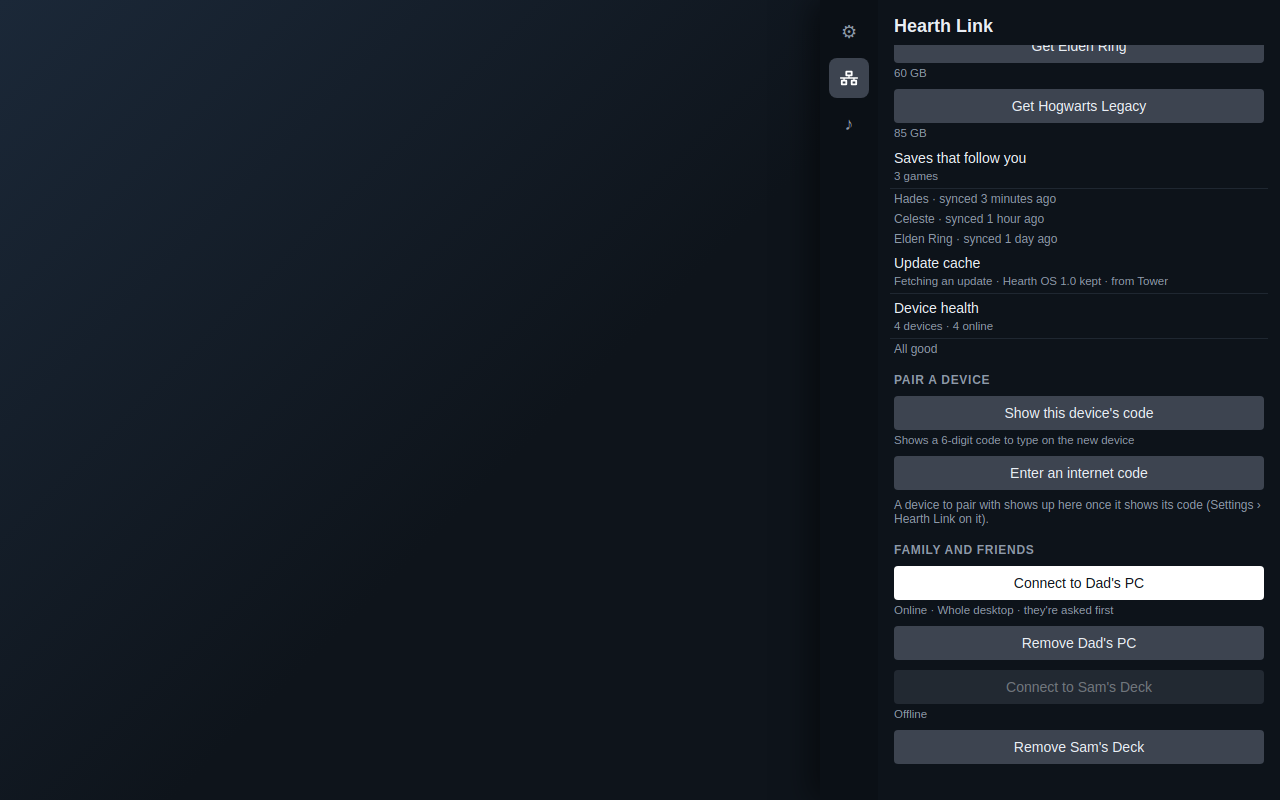 Hearth Link
Get Elden Ring
60 GB
Get Hogwarts Legacy
85 GB
Saves that follow you
3 games
Hades · synced 3 minutes ago
Celeste · synced 1 hour ago
Elden Ring · synced 1 day ago
Update cache
Fetching an update · Hearth OS 1.0 kept · from Tower
Device health
4 devices · 4 online
All good
PAIR A DEVICE
Show this device's code
Shows a 6-digit code to type on the new device
Enter an internet code
A device to pair with shows up here once it shows its code (Settings ›
Hearth Link on it).
FAMILY AND FRIENDS
Connect to Dad's PC
Online · Whole desktop · they're asked first
Remove Dad's PC
Connect to Sam's Deck
Offline
Remove Sam's Deck